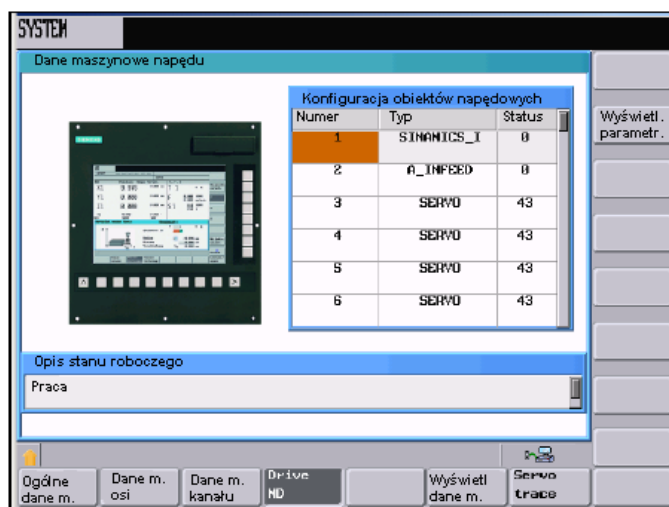 SYSTEM
Dane maszynowe napędu
Konfiguracja obiektów napędowych
Numer Typ Status
1 SINAMICS_I 0
2 A_INFEED 0
3 SERVO 43
4 SERVO 43
5 SERVO 43
6 SERVO 43
Wyświetl.
parametr.
Opis stanu roboczego
Praca
Ogólne
dane m.
Dane m.
osi
Dane m.
kanału
Drive
MD
Wyświetl
dane m.
Servo
trace